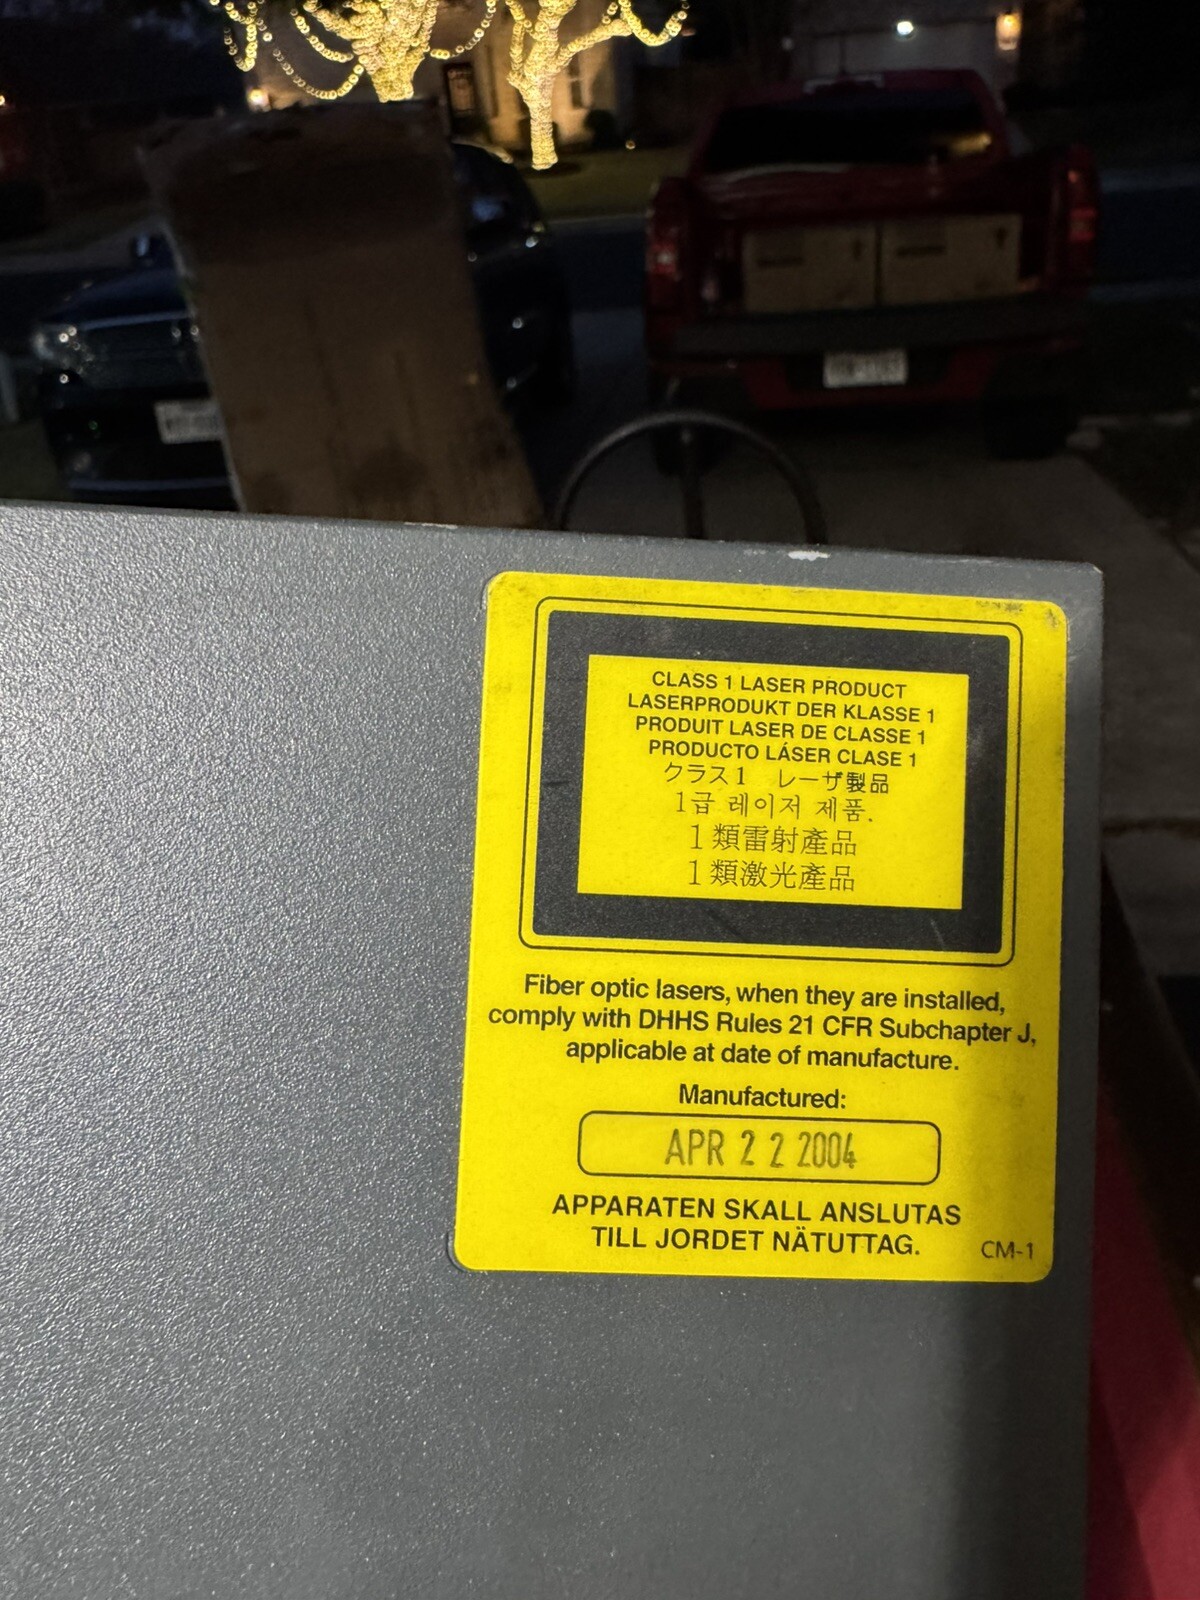 CLASS 1 LASER PRODUCT
LASERPRODUKT DER KLASSE 1
PRODUIT LASER DE CLASSE 1
PRODUCTO LÁSER CLASE 1
クラス1 レーザ製品
1급 레이저 제품.
1類雷射產品
1類激光產品
Fiber optic lasers, when they are installed,
comply with DHHS Rules 21 CFR Subchapter J,
applicable at date of manufacture.
Manufactured:
APR 2 2 2004
APPARATEN SKALL ANSLUTAS
TILL JORDET NÄTUTTAG.
CM-1